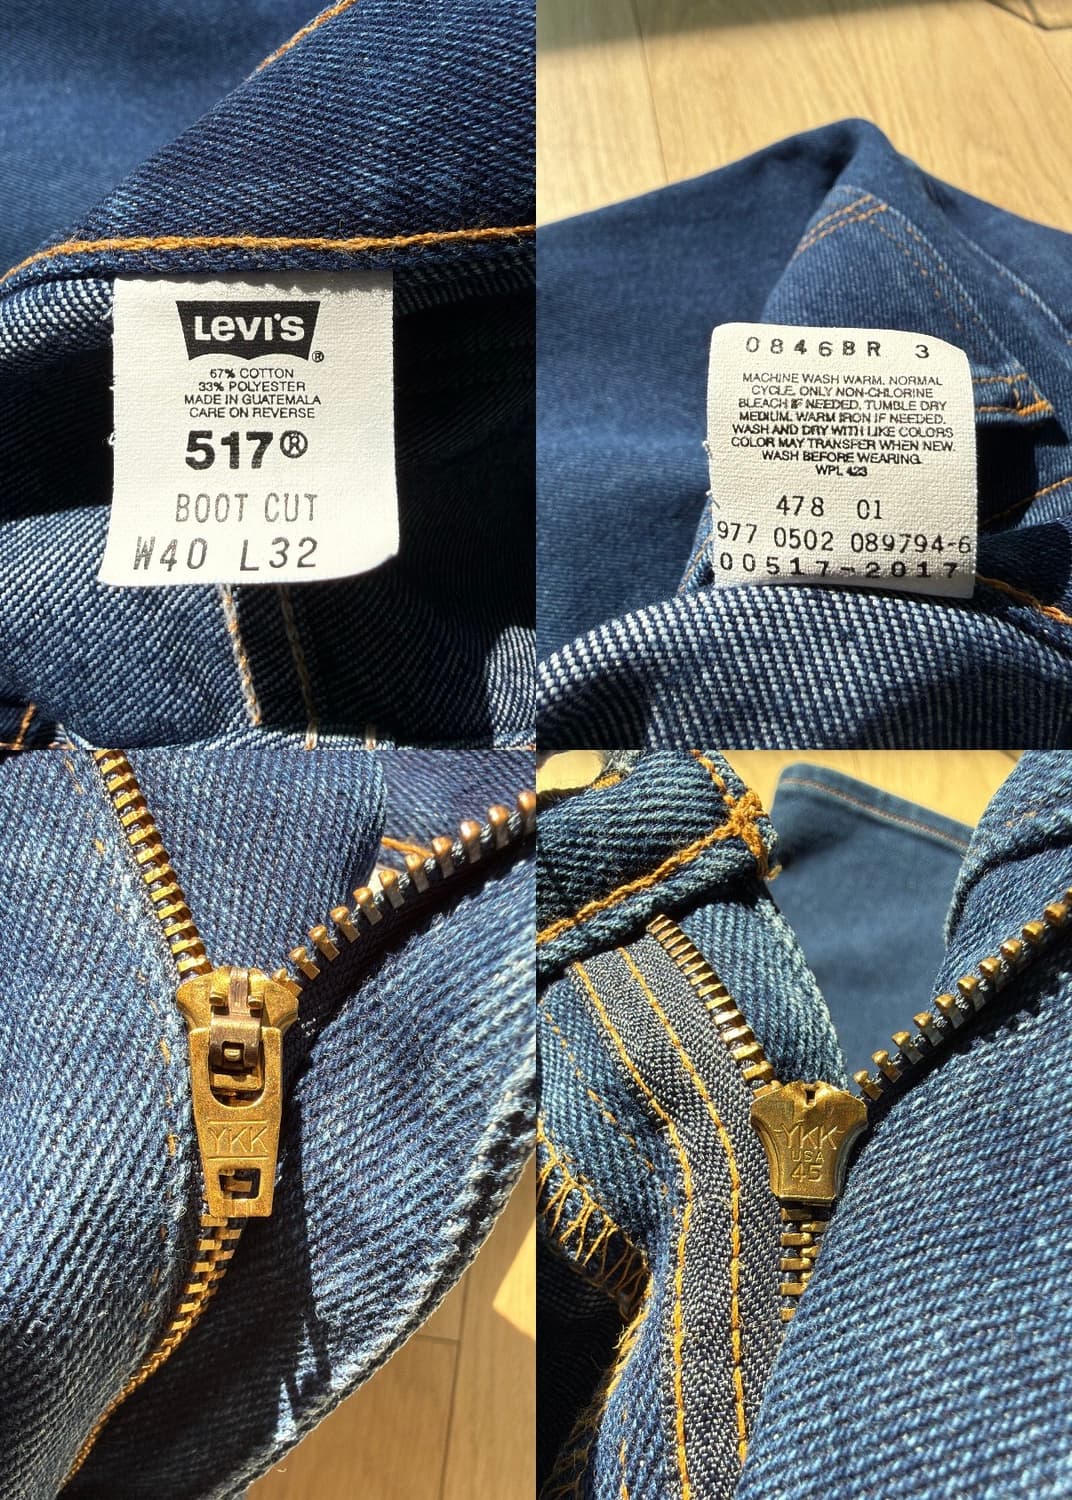 LEVI'S®
67% COTTON
33% POLYESTER
MADE IN GUATEMALA
CARE ON REVERSE
517®
BOOT CUT
W40 L32
0846BR 3
MACHINE WASH WARM. NORMAL
CYCLE. ONLY NON-CHLORINE
BLEACH IF NEEDED. TUMBLE DRY
MEDIUM. WARM IRON IF NEEDED.
WASH AND DRY WITH LIKE COLORS
COLOR MAY TRANSFER WHEN NEW.
WASH BEFORE WEARING.
WPL 423
478 01
977 0502 089794-6
00517-2917
YKK
YKK
USA
45